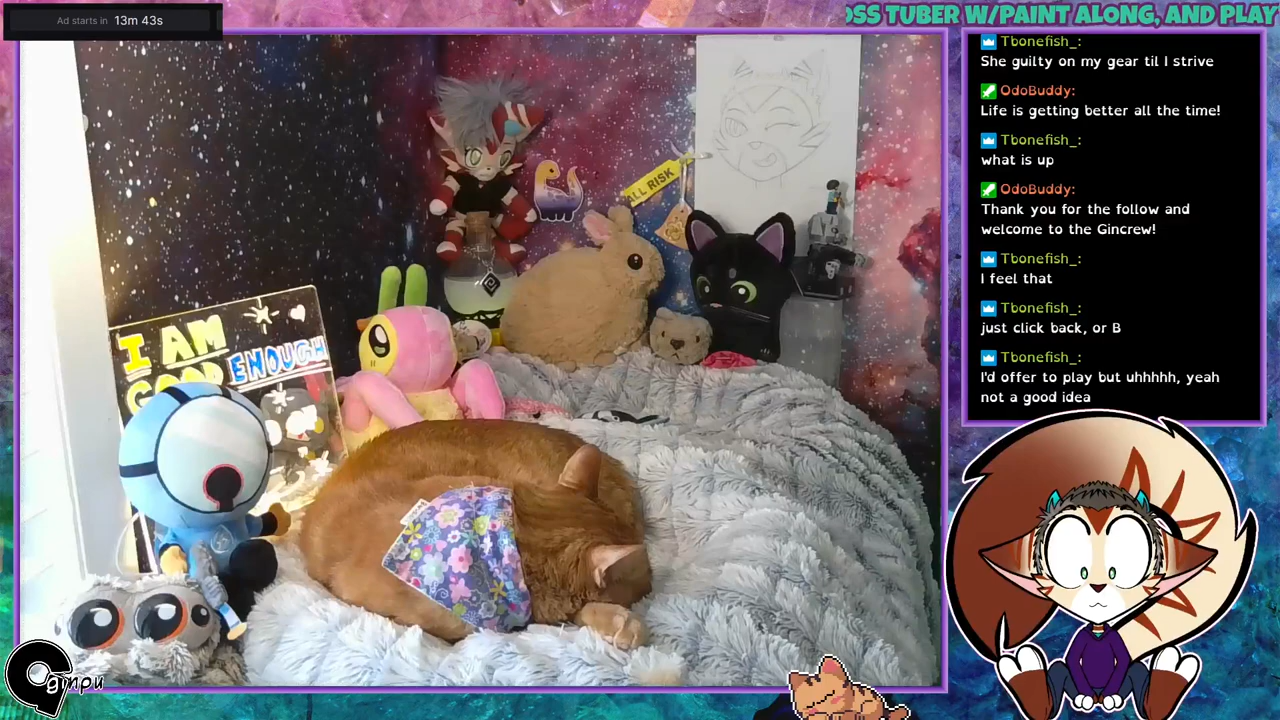 Ad starts in 13m 43s
OSS TUBER W/PAINT ALONG, AND PLAY
Tbonefish_:
She guilty on my gear til I strive
OdoBuddy:
Life is getting better all the time!
Tbonefish_:
what is up
OdoBuddy:
Thank you for the follow and
welcome to the Gincrew!
Tbonefish_:
I feel that
Tbonefish_:
just click back, or B
Tbonefish_:
I'd offer to play but uhhhhh, yeah
not a good idea
ALL RISK
I AM
GOOD ENOUGH
ginpu